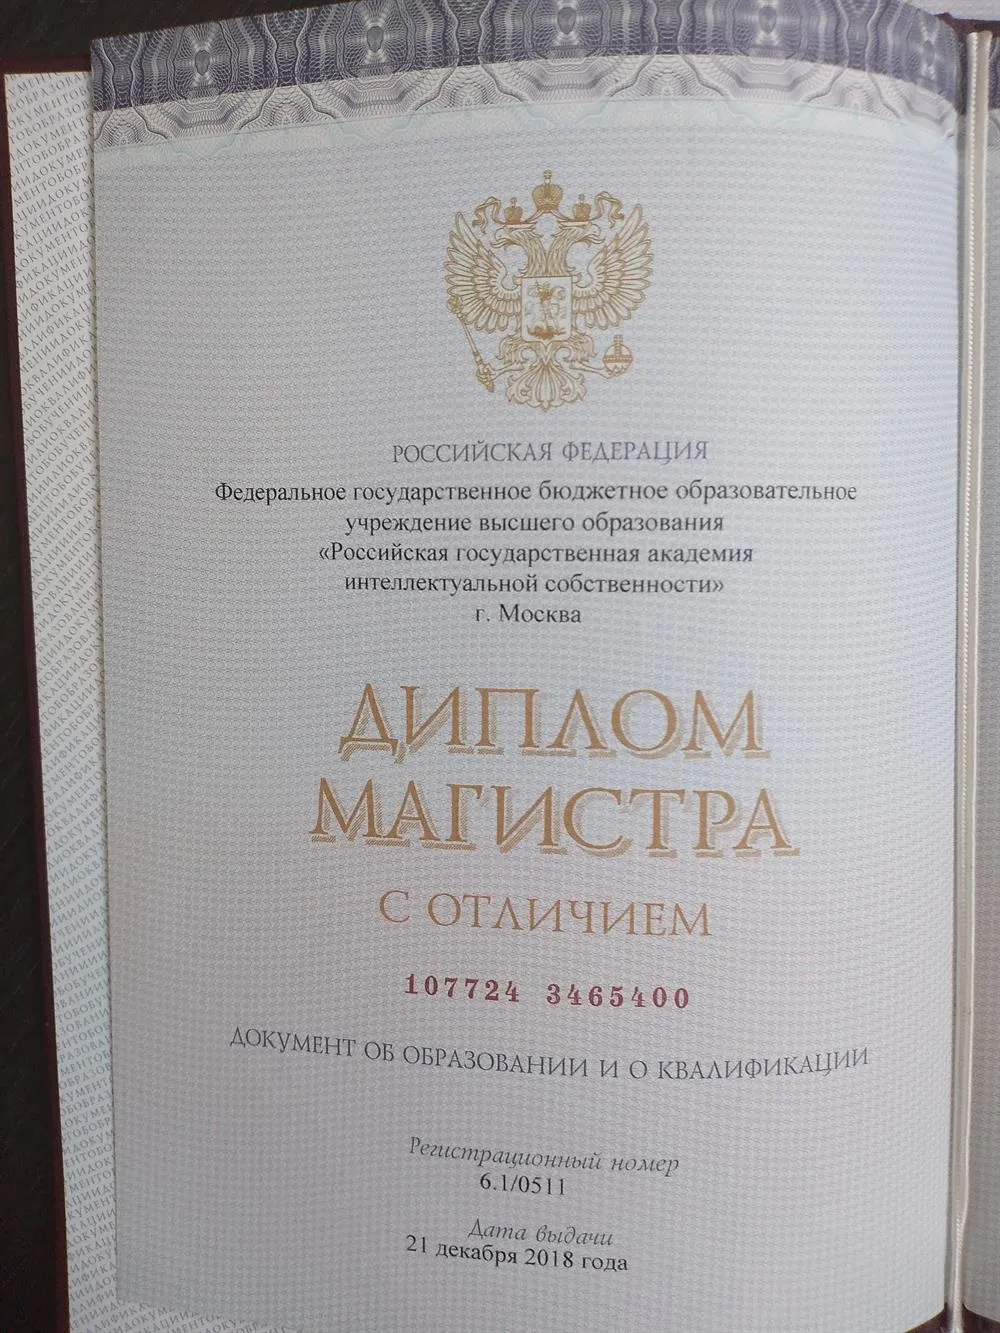 РОССИЙСКАЯ ФЕДЕРАЦИЯ
Федеральное государственное бюджетное образовательное
учреждение высшего образования
«Российская государственная академия
интеллектуальной собственности»
г. Москва
ДИПЛОМ
МАГИСТРА
С ОТЛИЧИЕМ
107724 3465400
ДОКУМЕНТ ОБ ОБРАЗОВАНИИ И О КВАЛИФИКАЦИИ
Регистрационный номер
6.1/0511
Дата выдачи
21 декабря 2018 года